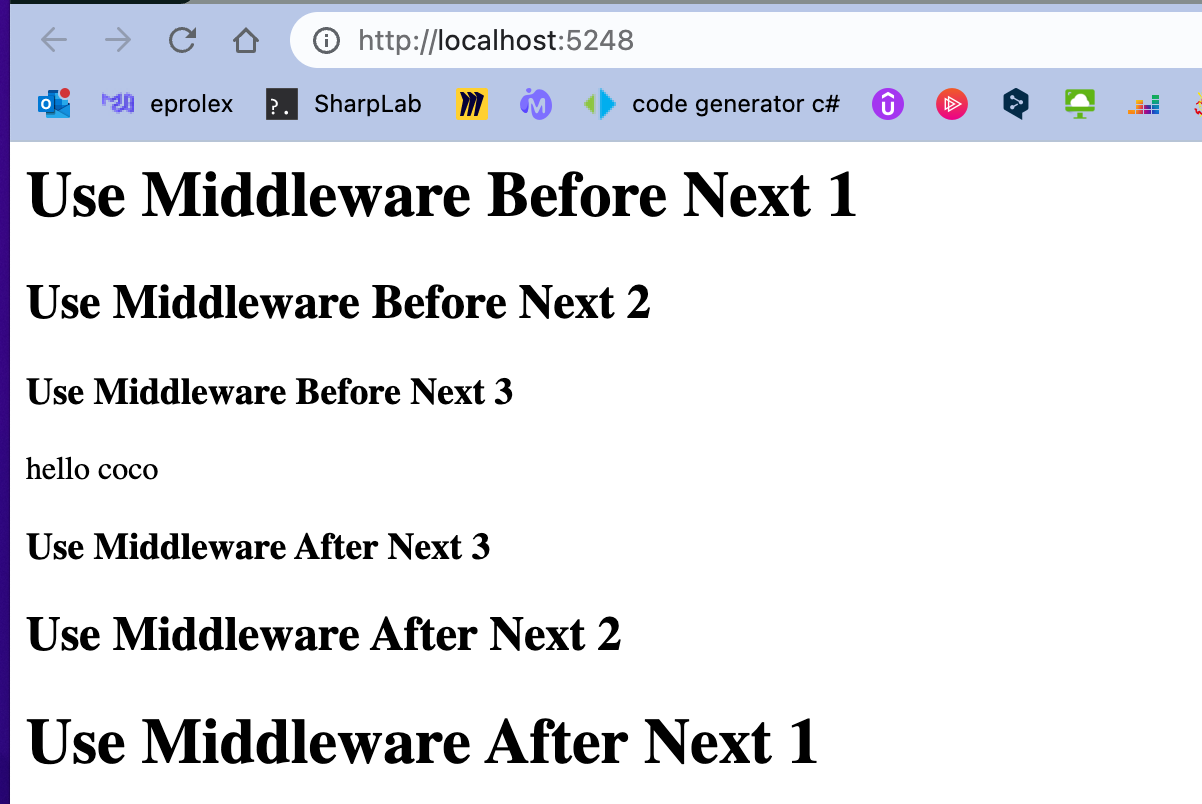 http://localhost:5248
eprolex SharpLab code generator c#
Use Middleware Before Next 1
Use Middleware Before Next 2
Use Middleware Before Next 3
hello coco
Use Middleware After Next 3
Use Middleware After Next 2
Use Middleware After Next 1